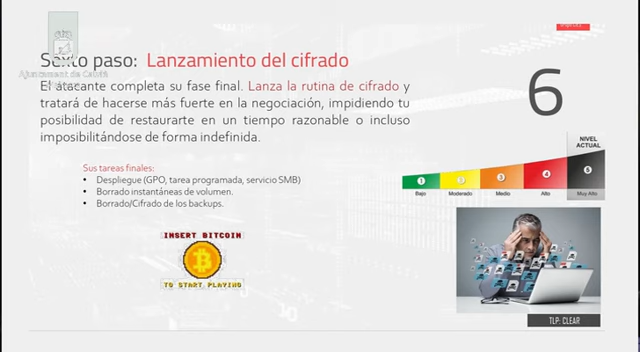 Sexto paso: Lanzamiento del cifrado
Ajuntament de
El atacante completa su fase final. Lanza la rutina de cifrado y
tratará de hacerse más fuerte en la negociación, impidiendo tu
posibilidad de restaurarte en un tiempo razonable o incluso
imposibilitándose de forma indefinida.
6
Sus tareas finales:
• Despliegue (GPO, tarea programada, servicio SMB)
• Borrado instantáneas de volumen.
• Borrado/Cifrado de los backups.
NIVEL
ACTUAL
1 2 3 4
Bajo Moderado Medio Alto Muy Alto
INSERT BITCOIN
TO START PLAYING
TLP: CLEAR